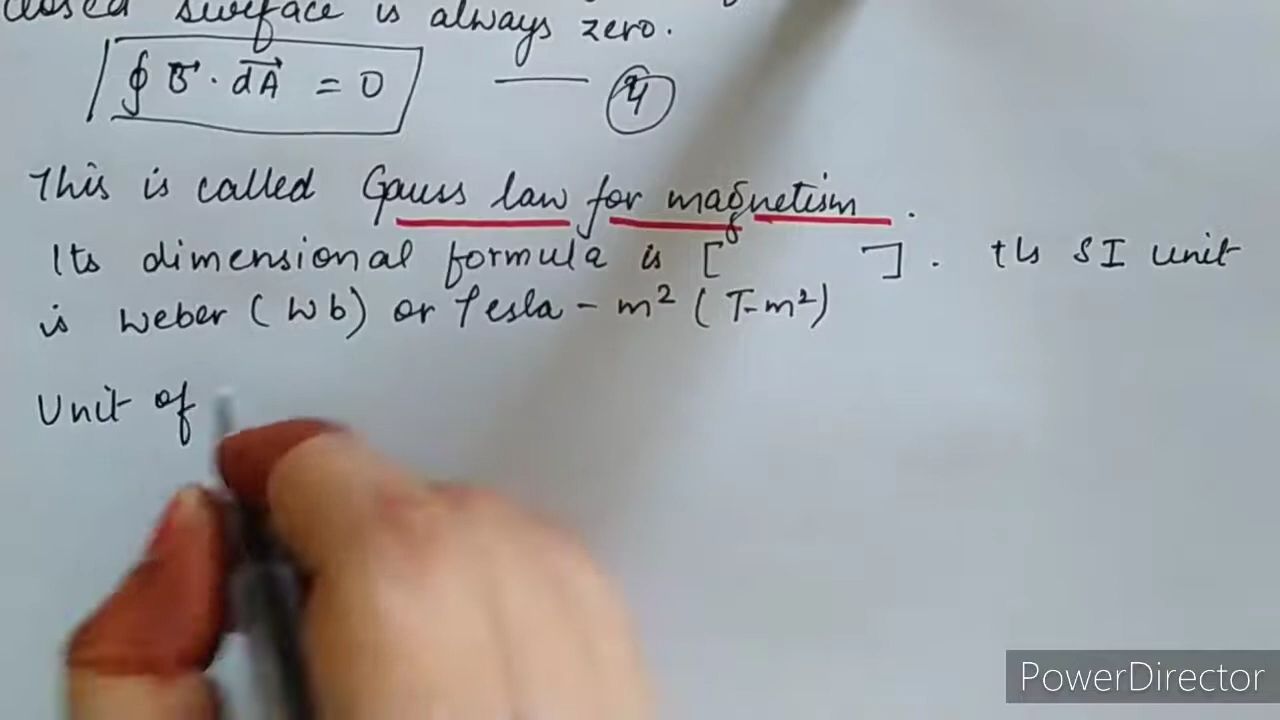 closed surface is always zero.
∮ B⃗ · dA⃗ = 0 —— (4)
This is called Gauss law for magnetism.
Its dimensional formula is [ ]. Its SI unit
is weber (Wb) or Tesla - m² (T-m²)
Unit of
PowerDirector